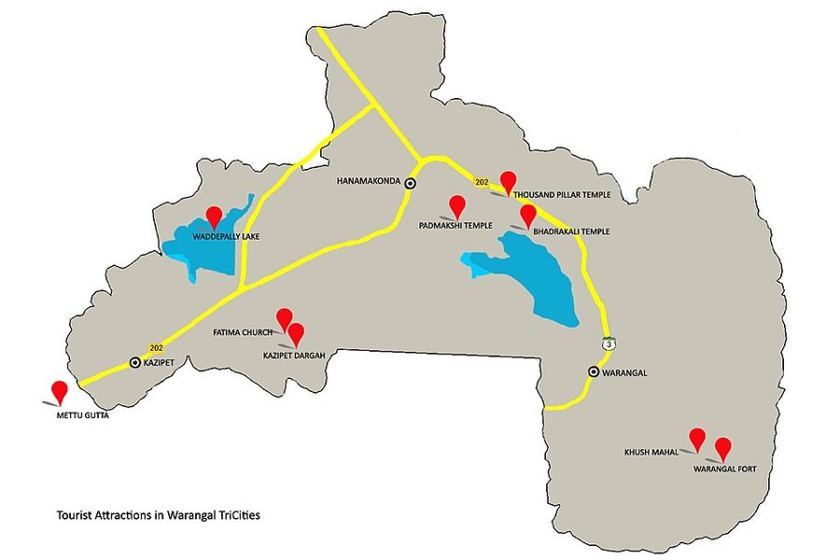 HANAMAKONDA
202
THOUSAND PILLAR TEMPLE
PADMAKSHI TEMPLE
BHADRAKALI TEMPLE
WADDEPALLY LAKE
FATIMA CHURCH
3
202
KAZIPET DARGAH
KAZIPET
WARANGAL
METTU GUTTA
KHUSH MAHAL
WARANGAL FORT
Tourist Attractions in Warangal TriCities